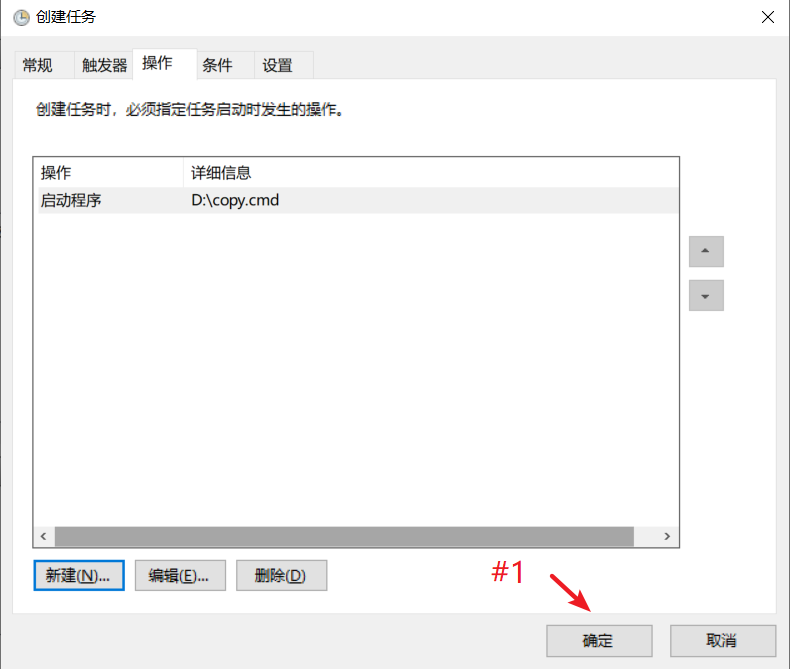 创建任务
常规 触发器 操作 条件 设置
创建任务时，必须指定任务启动时发生的操作。
操作 详细信息
启动程序 D:\copy.cmd
新建(N)... 编辑(E)... 删除(D)
#1
确定 取消